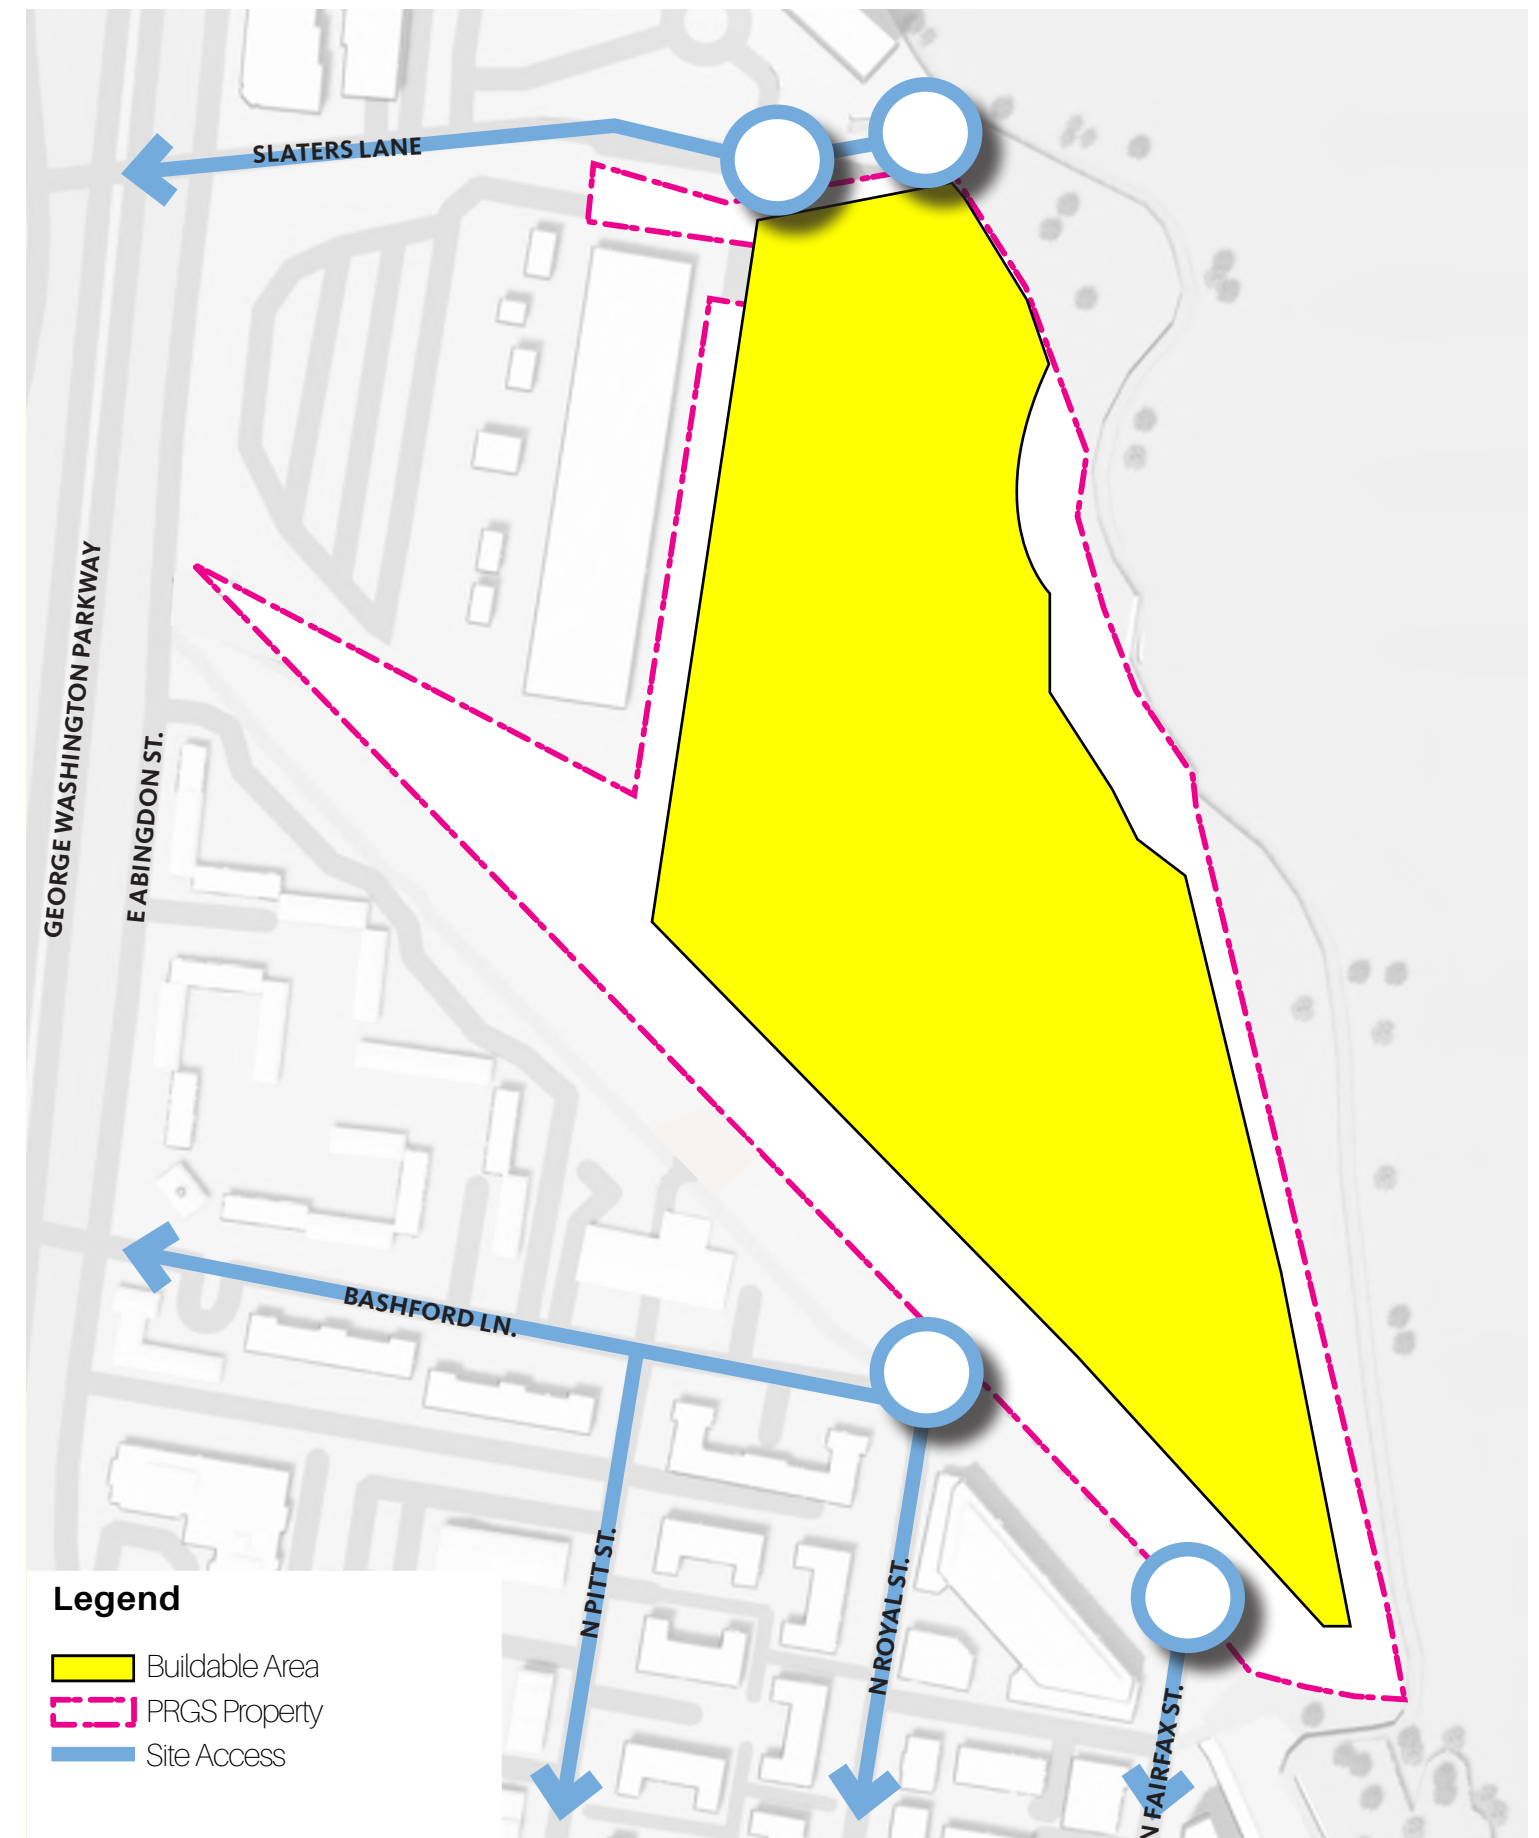 SLATERS LANE
GEORGE WASHINGTON PARKWAY
E ABINGDON ST.
BASHFORD LN.
N PITT ST.
N ROYAL ST.
N FAIRFAX ST.
Legend
Buildable Area
PRGS Property
Site Access